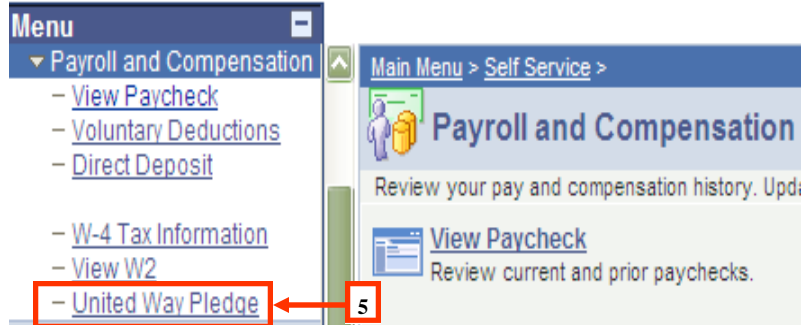 Menu
Payroll and Compensation
– View Paycheck
– Voluntary Deductions
– Direct Deposit
– W-4 Tax Information
– View W2
– United Way Pledge
5
Main Menu > Self Service >
Payroll and Compensation
Review your pay and compensation history. Upda
View Paycheck
Review current and prior paychecks.